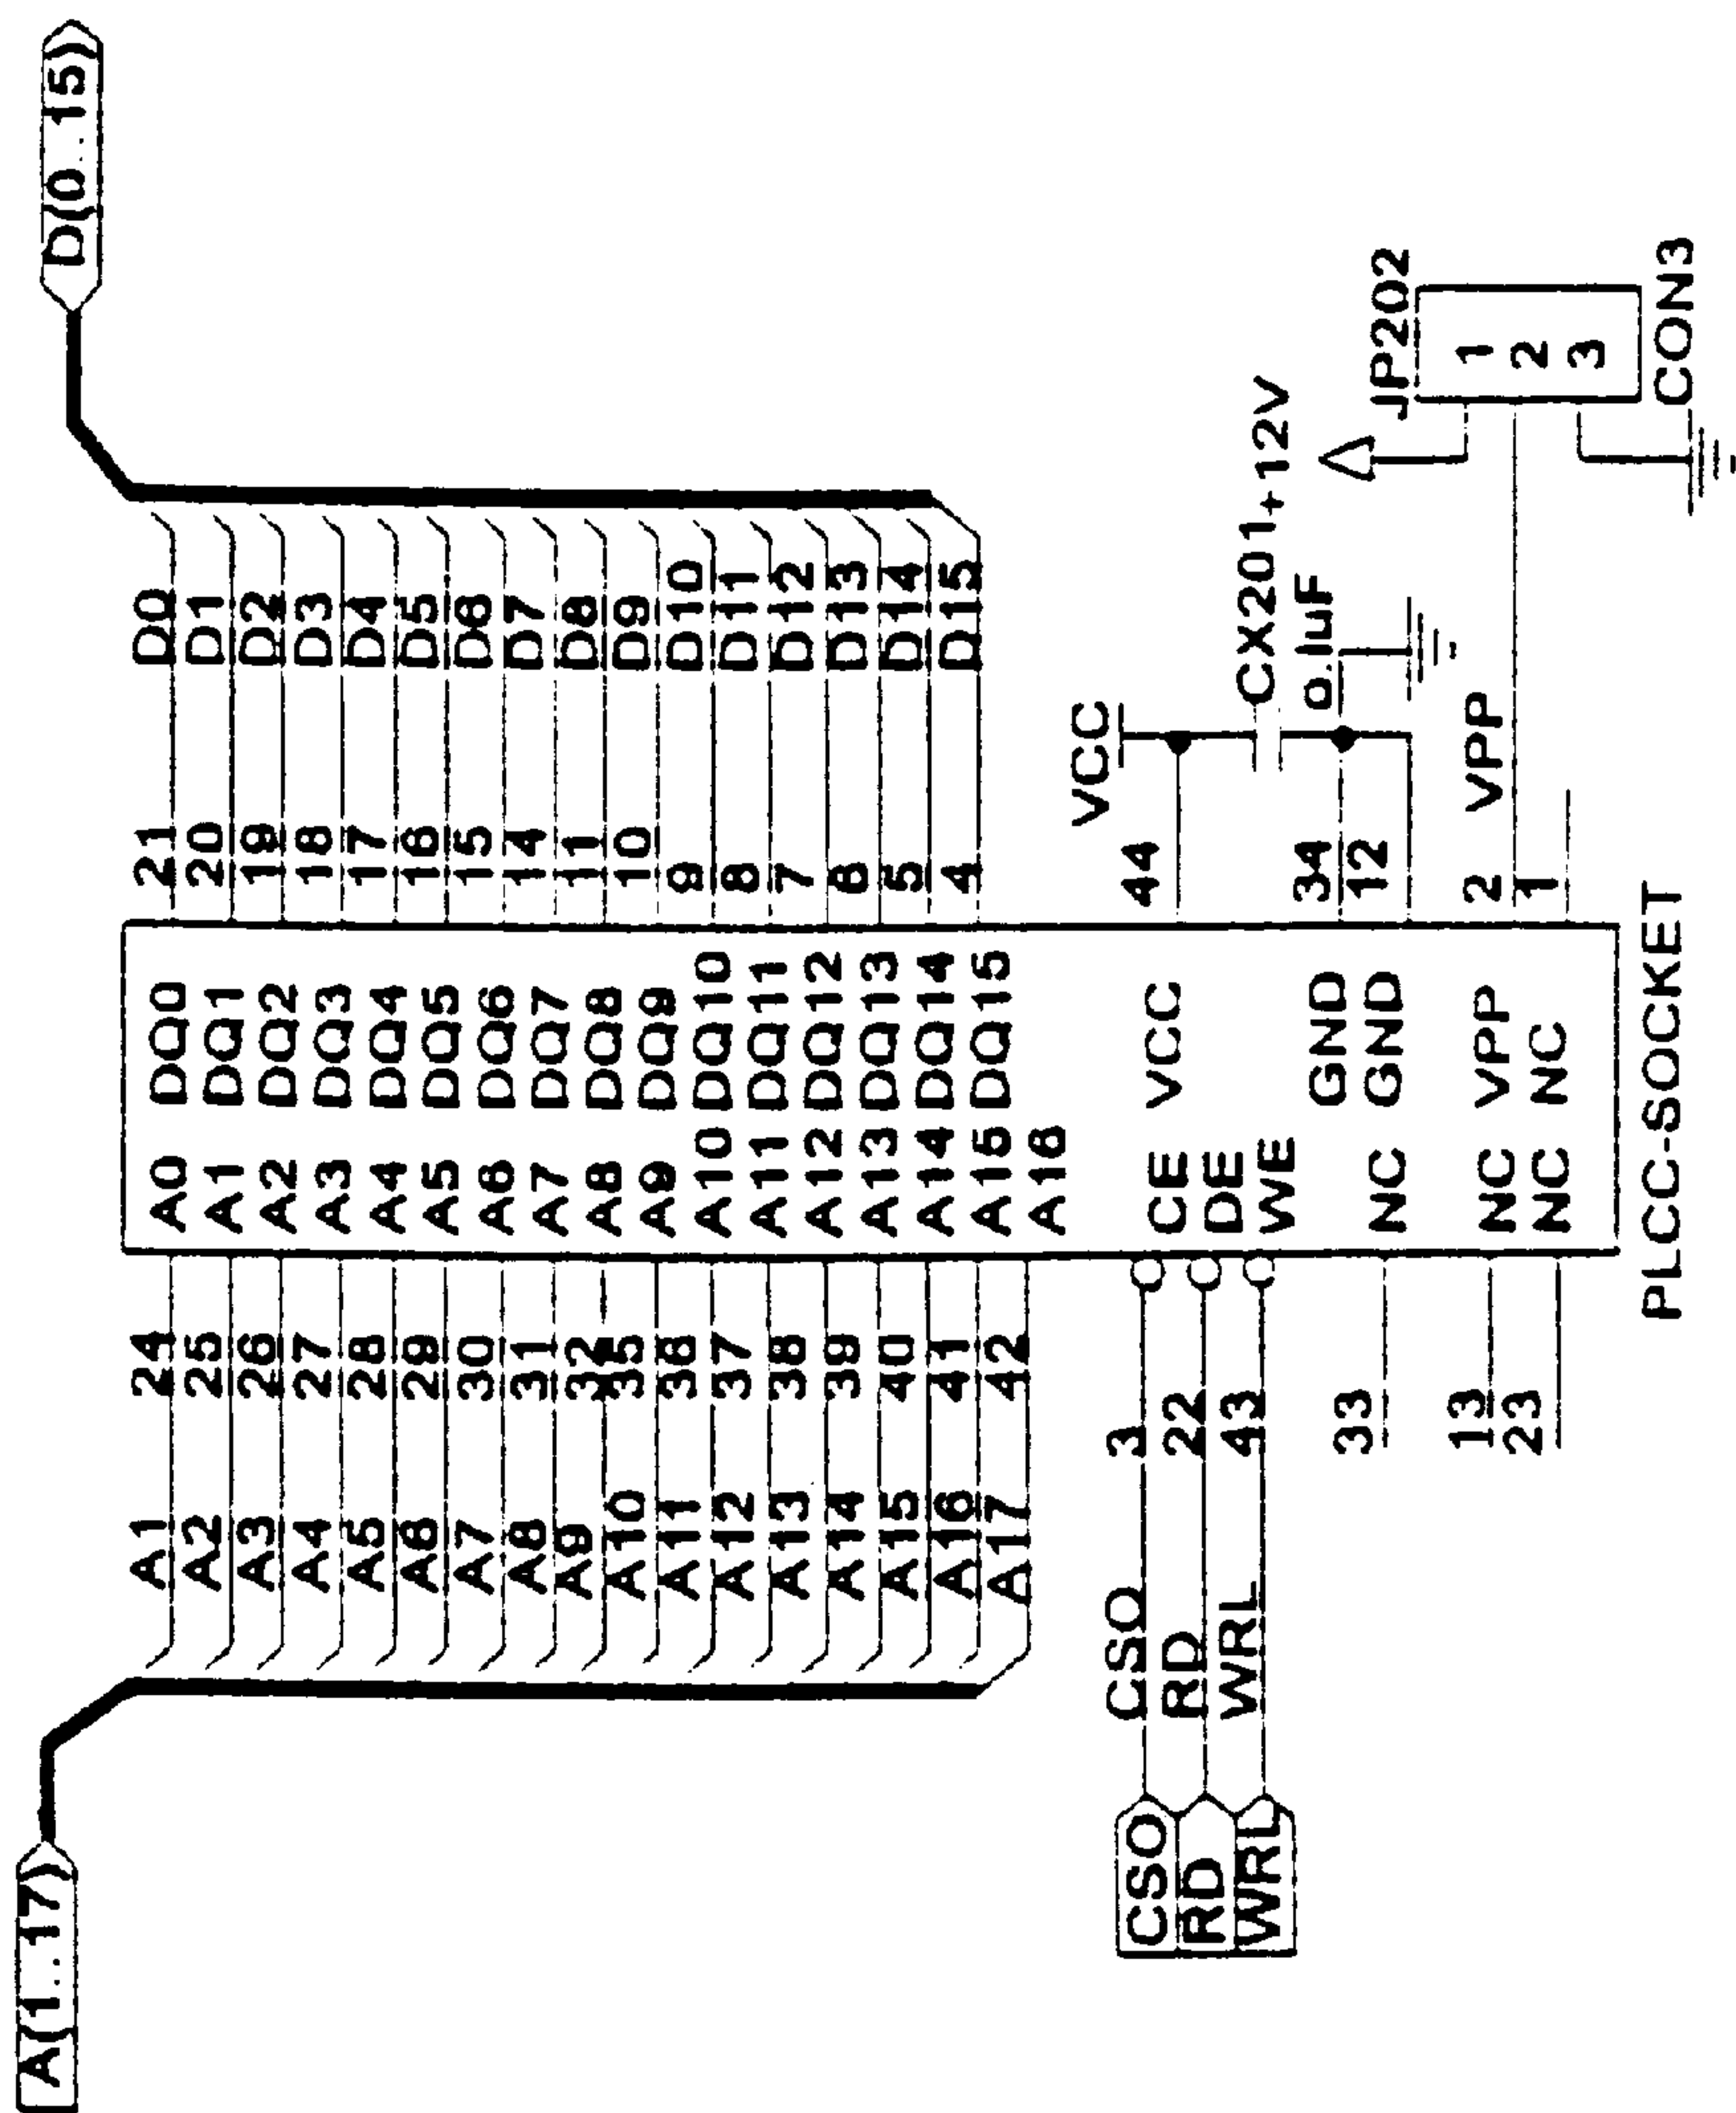 A(1..17) D(0..15)
A1 24 A0 DQ0 21 D0
A2 25 A1 DQ1 20 D1
A3 26 A2 DQ2 19 D2
A4 27 A3 DQ3 18 D3
A5 28 A4 DQ4 17 D4
A6 29 A5 DQ5 16 D5
A7 30 A6 DQ6 15 D6
A8 31 A7 DQ7 14 D7
A9 32 A8 DQ8 11 D8
A10 35 A9 DQ9 10 D9
A11 36 A10 DQ10 9 D10
A12 37 A11 DQ11 8 D11
A13 38 A12 DQ12 7 D12
A14 39 A13 DQ13 6 D13
A15 40 A14 DQ14 5 D14
A16 41 A15 DQ15 4 D15
A17 42 A16
VCC
CSO CSO 3 CE VCC 44
RD RD 22 DE
WRL WRL 43 WE
CX201 +12V
0.1uF
GND 34
33 NC GND 12
JP202
1
13 NC VPP 2 VPP
2
23 NC NC 1
3
PLCC-SOCKET
CON3